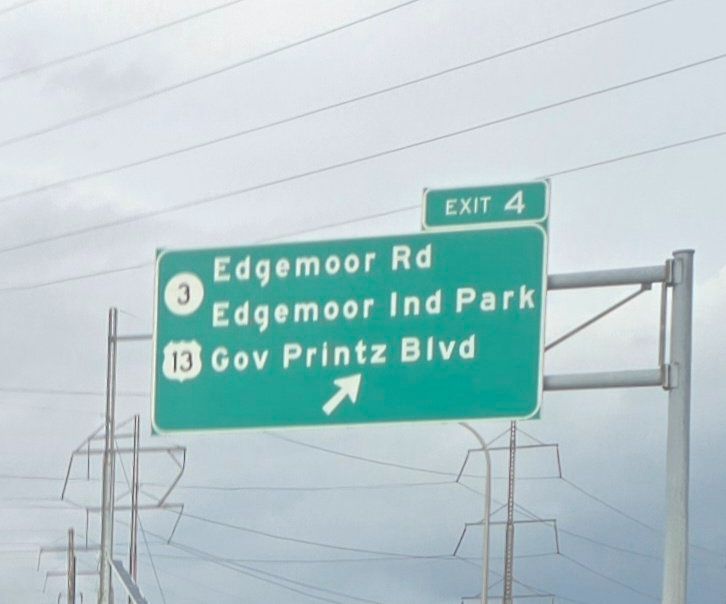 EXIT 4
3 Edgemoor Rd
Edgemoor Ind Park
13 Gov Printz Blvd